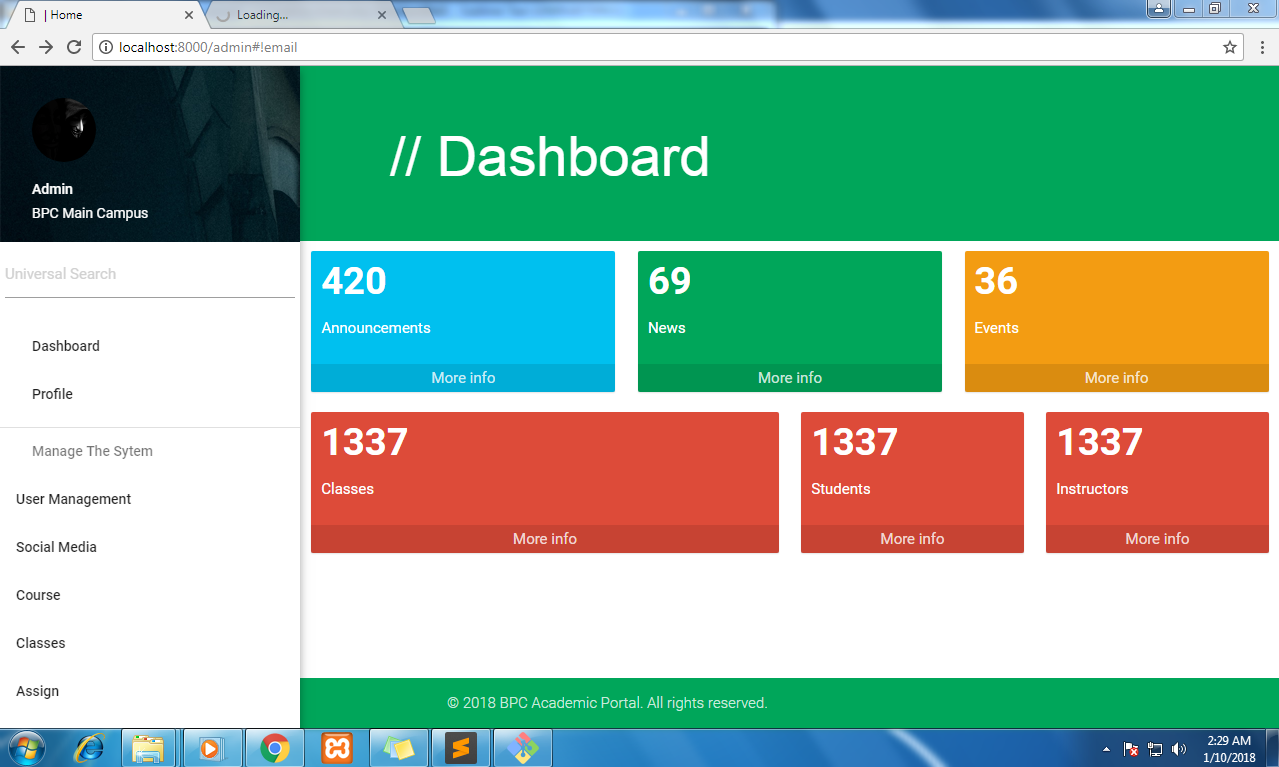 | Home
Loading...
localhost:8000/admin#!email
Admin
BPC Main Campus
Universal Search
Dashboard
Profile
Manage The Sytem
User Management
Social Media
Course
Classes
Assign
// Dashboard
420
Announcements
More info
69
News
More info
36
Events
More info
1337
Classes
More info
1337
Students
More info
1337
Instructors
More info
© 2018 BPC Academic Portal. All rights reserved.
2:29 AM
1/10/2018